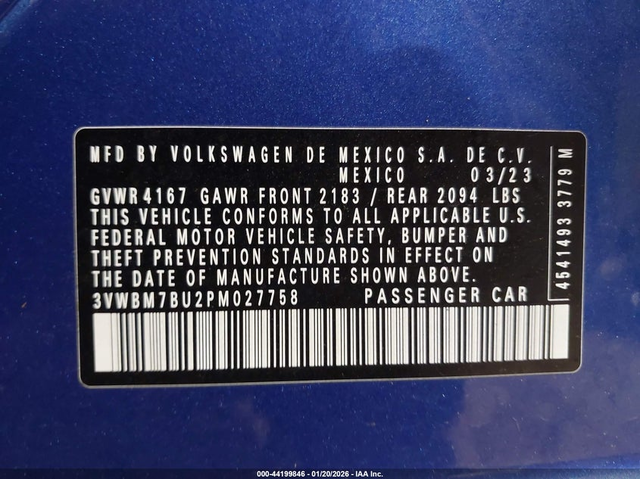 MFD BY VOLKSWAGEN DE MEXICO S.A. DE C.V.
MEXICO 03/23
GVWR 4167 GAWR FRONT 2183 / REAR 2094 LBS
THIS VEHICLE CONFORMS TO ALL APPLICABLE U.S.
FEDERAL MOTOR VEHICLE SAFETY, BUMPER AND
THEFT PREVENTION STANDARDS IN EFFECT ON
THE DATE OF MANUFACTURE SHOWN ABOVE.
3VWBM7BU2PM027758 PASSENGER CAR
4541493 3779 M
000-44199846 - 01/20/2026 - IAA Inc.